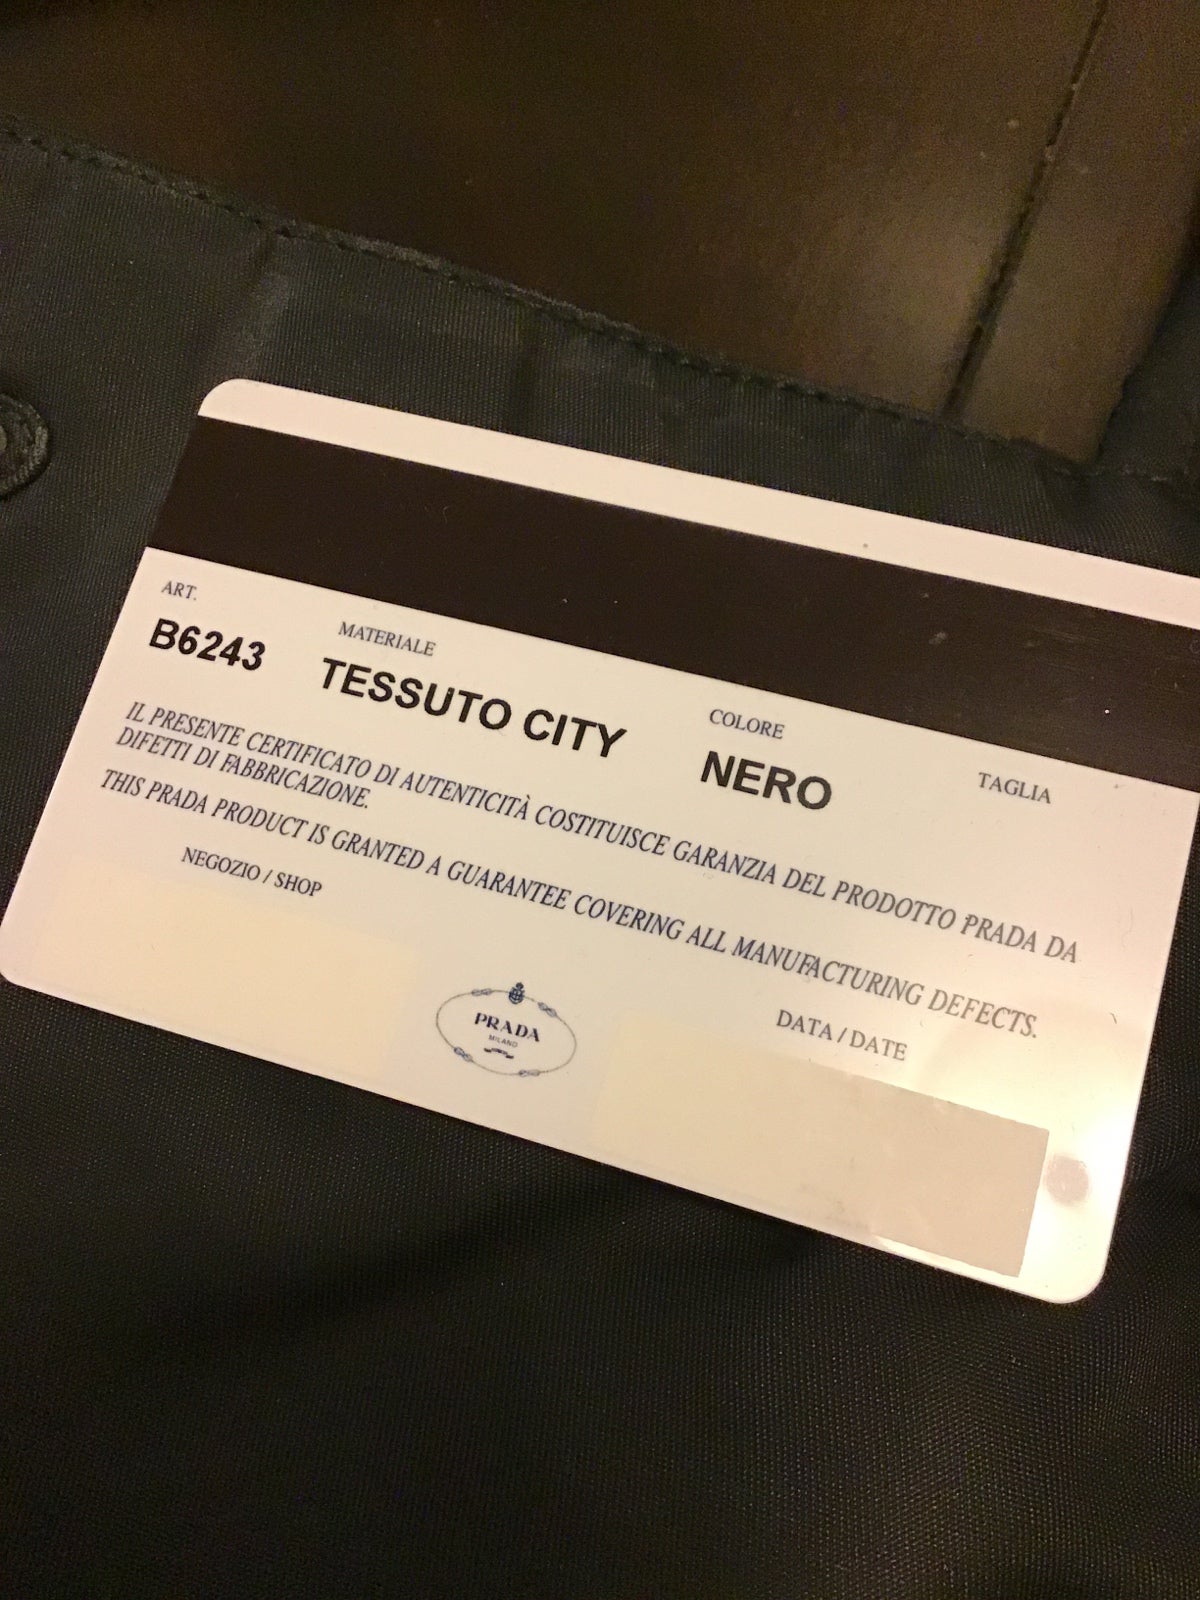 ART.
B6243
MATERIALE
TESSUTO CITY
COLORE
NERO
TAGLIA
IL PRESENTE CERTIFICATO DI AUTENTICITÀ COSTITUISCE GARANZIA DEL PRODOTTO PRADA DA
DIFETTI DI FABBRICAZIONE.
THIS PRADA PRODUCT IS GRANTED A GUARANTEE COVERING ALL MANUFACTURING DEFECTS.
NEGOZIO / SHOP
DATA / DATE
PRADA
MILANO